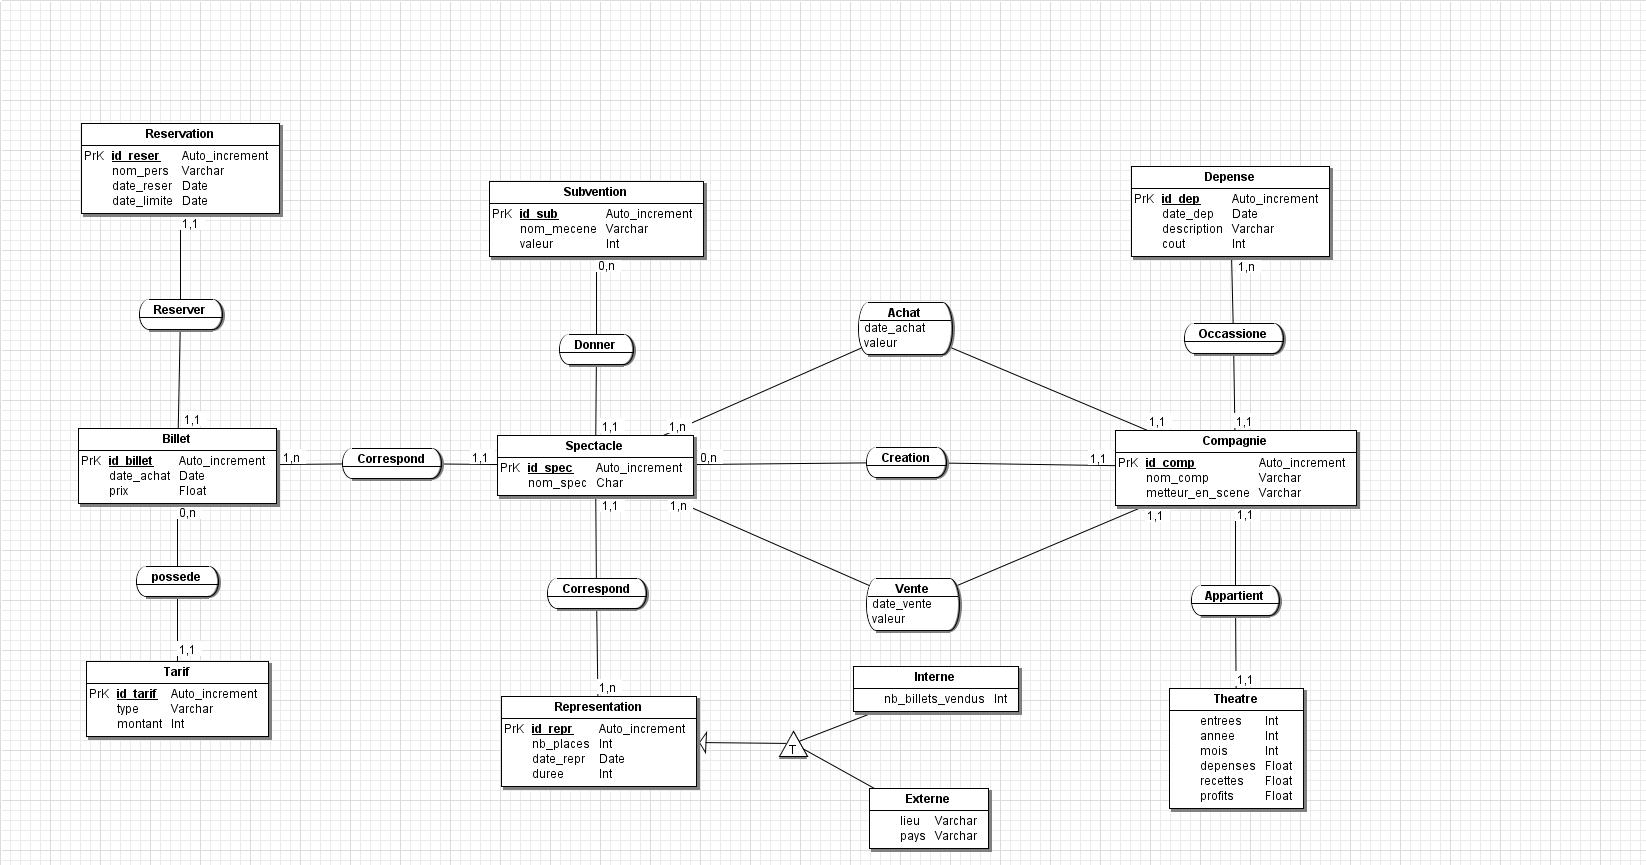 Reservation
PrK id_reser Auto_increment
nom_pers Varchar
date_reser Date
date_limite Date
1,1
Reserver
1,1
Billet
PrK id_billet Auto_increment
date_achat Date
prix Float
1,n
0,n
possede
1,1
Tarif
PrK id_tarif Auto_increment
type Varchar
montant Int
Correspond
1,1
Subvention
PrK id_sub Auto_increment
nom_mecene Varchar
valeur Int
0,n
Donner
1,1
1,n
Spectacle
PrK id_spec Auto_increment
nom_spec Char
0,n
1,1
1,n
Correspond
1,n
Representation
PrK id_repr Auto_increment
nb_places Int
date_repr Date
duree Int
T
Interne
nb_billets_vendus Int
Externe
lieu Varchar
pays Varchar
Achat
date_achat
valeur
Creation
Vente
date_vente
valeur
Depense
PrK id_dep Auto_increment
date_dep Date
description Varchar
cout Int
1,n
Occassione
1,1
1,1
1,1
Compagnie
PrK id_comp Auto_increment
nom_comp Varchar
metteur_en_scene Varchar
1,1
1,1
Appartient
1,1
Theatre
entrees Int
annee Int
mois Int
depenses Float
recettes Float
profits Float